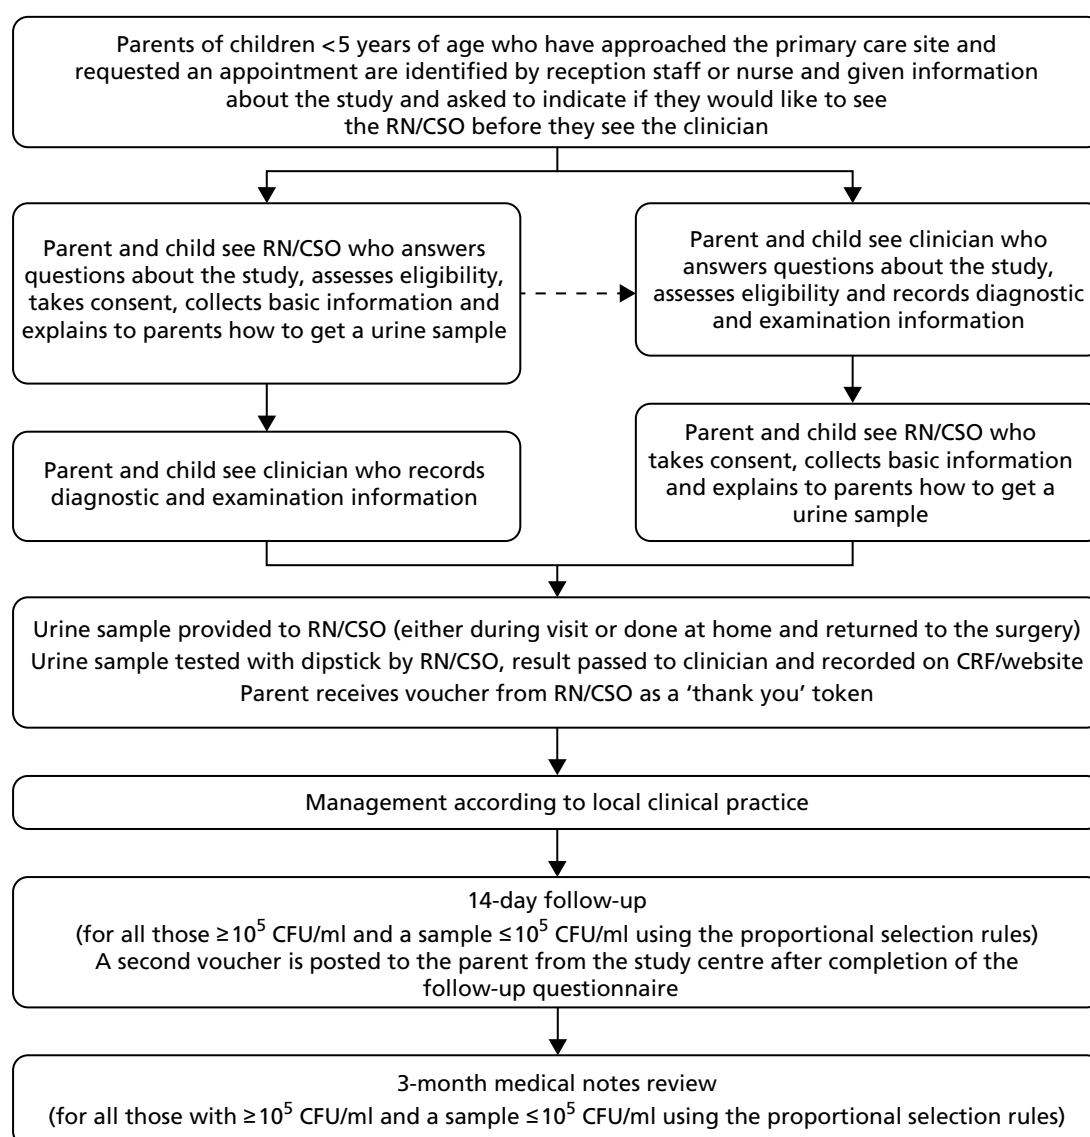 Parents of children <5 years of age who have approached the primary care site and
requested an appointment are identified by reception staff or nurse and given information
about the study and asked to indicate if they would like to see
the RN/CSO before they see the clinician
Parent and child see RN/CSO who answers
questions about the study, assesses eligibility,
takes consent, collects basic information and
explains to parents how to get a urine sample
Parent and child see clinician who
answers questions about the study,
assesses eligibility and records diagnostic
and examination information
Parent and child see clinician who records
diagnostic and examination information
Parent and child see RN/CSO who
takes consent, collects basic information
and explains to parents how to get a
urine sample
Urine sample provided to RN/CSO (either during visit or done at home and returned to the surgery)
Urine sample tested with dipstick by RN/CSO, result passed to clinician and recorded on CRF/website
Parent receives voucher from RN/CSO as a ‘thank you’ token
Management according to local clinical practice
14-day follow-up
(for all those ≥10⁵ CFU/ml and a sample ≤10⁵ CFU/ml using the proportional selection rules)
A second voucher is posted to the parent from the study centre after completion of the
follow-up questionnaire
3-month medical notes review
(for all those with ≥10⁵ CFU/ml and a sample ≤10⁵ CFU/ml using the proportional selection rules)